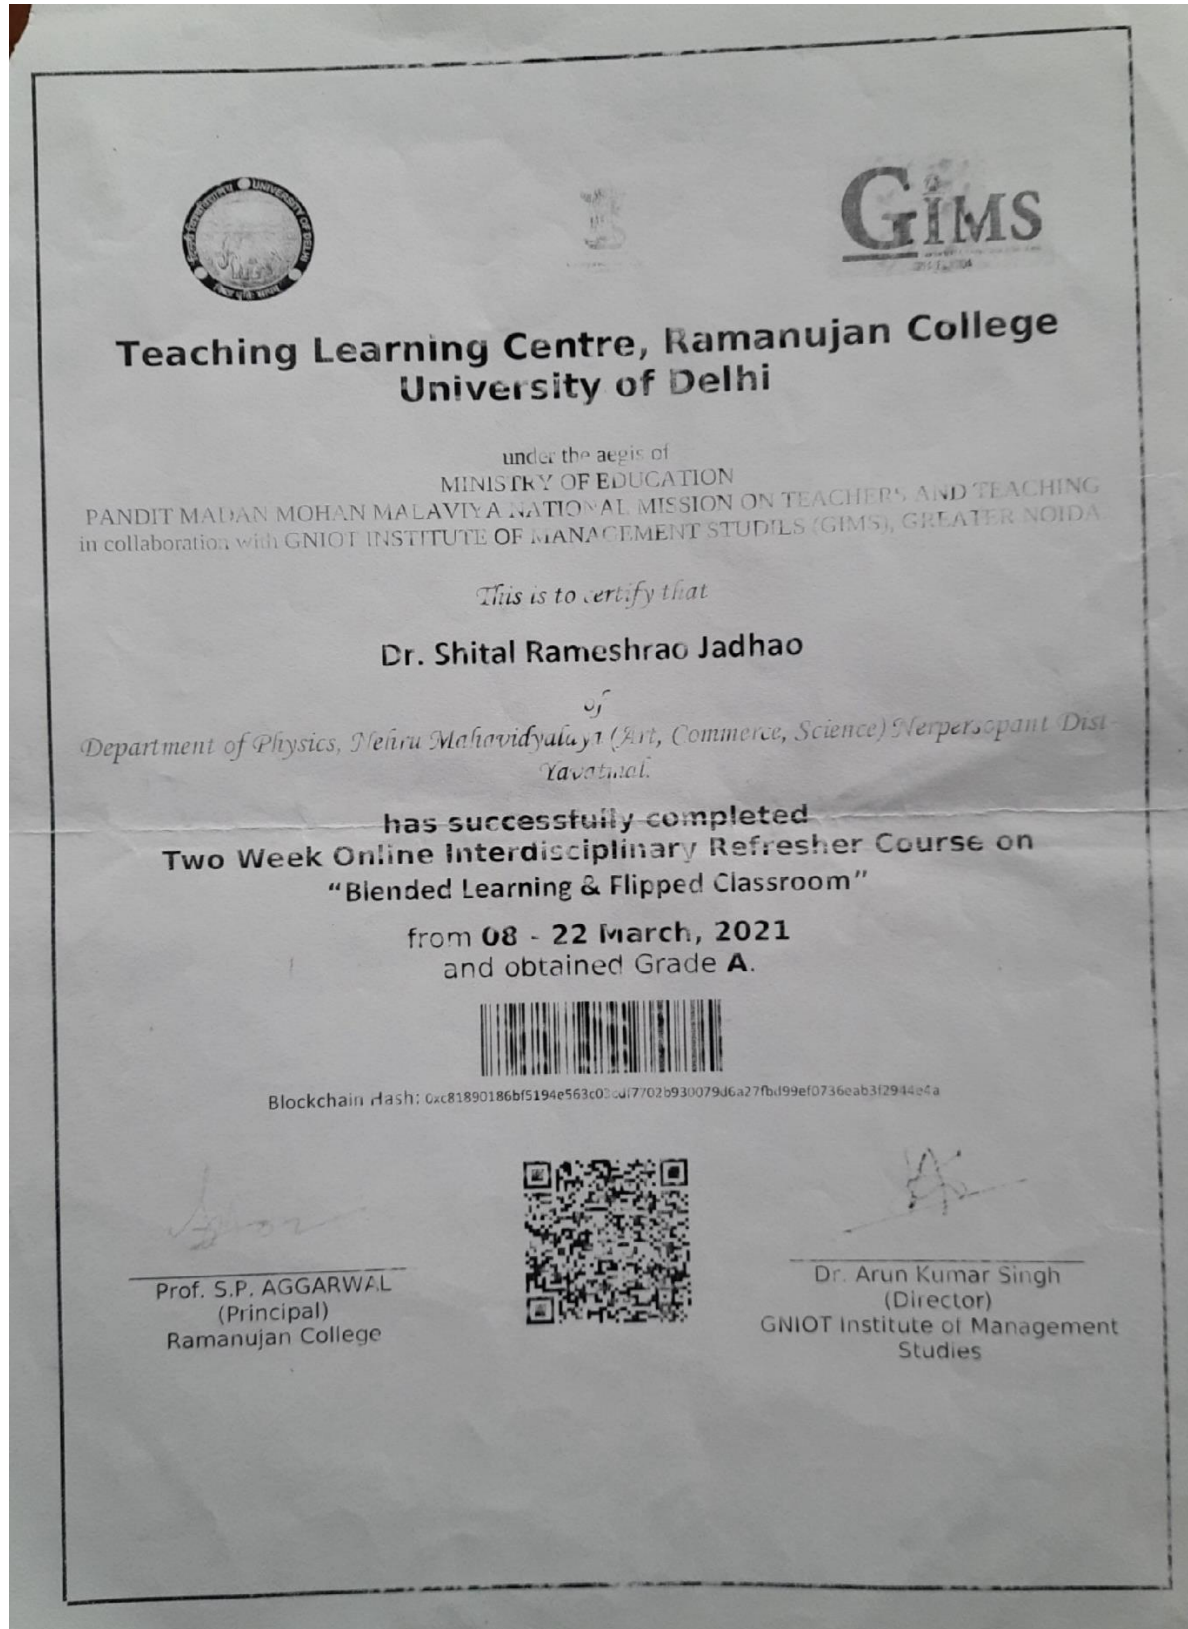 UNIVERSITY OF DELHI
GIMS
Teaching Learning Centre, Ramanujan College
University of Delhi
under the aegis of
MINISTRY OF EDUCATION
PANDIT MADAN MOHAN MALAVIYA NATIONAL MISSION ON TEACHERS AND TEACHING
in collaboration with GNIOT INSTITUTE OF MANAGEMENT STUDIES (GIMS), GREATER NOIDA
This is to certify that
Dr. Shital Rameshrao Jadhao
of
Department of Physics, Nehru Mahavidyalaya (Art, Commerce, Science) Nerpersopant Dist-
Yavatmal.
has successfully completed
Two Week Online Interdisciplinary Refresher Course on
“Blended Learning & Flipped Classroom”
from 08 - 22 March, 2021
and obtained Grade A.
Blockchain Hash:
Prof. S.P. AGGARWAL
(Principal)
Ramanujan College
Dr. Arun Kumar Singh
(Director)
GNIOT Institute of Management
Studies